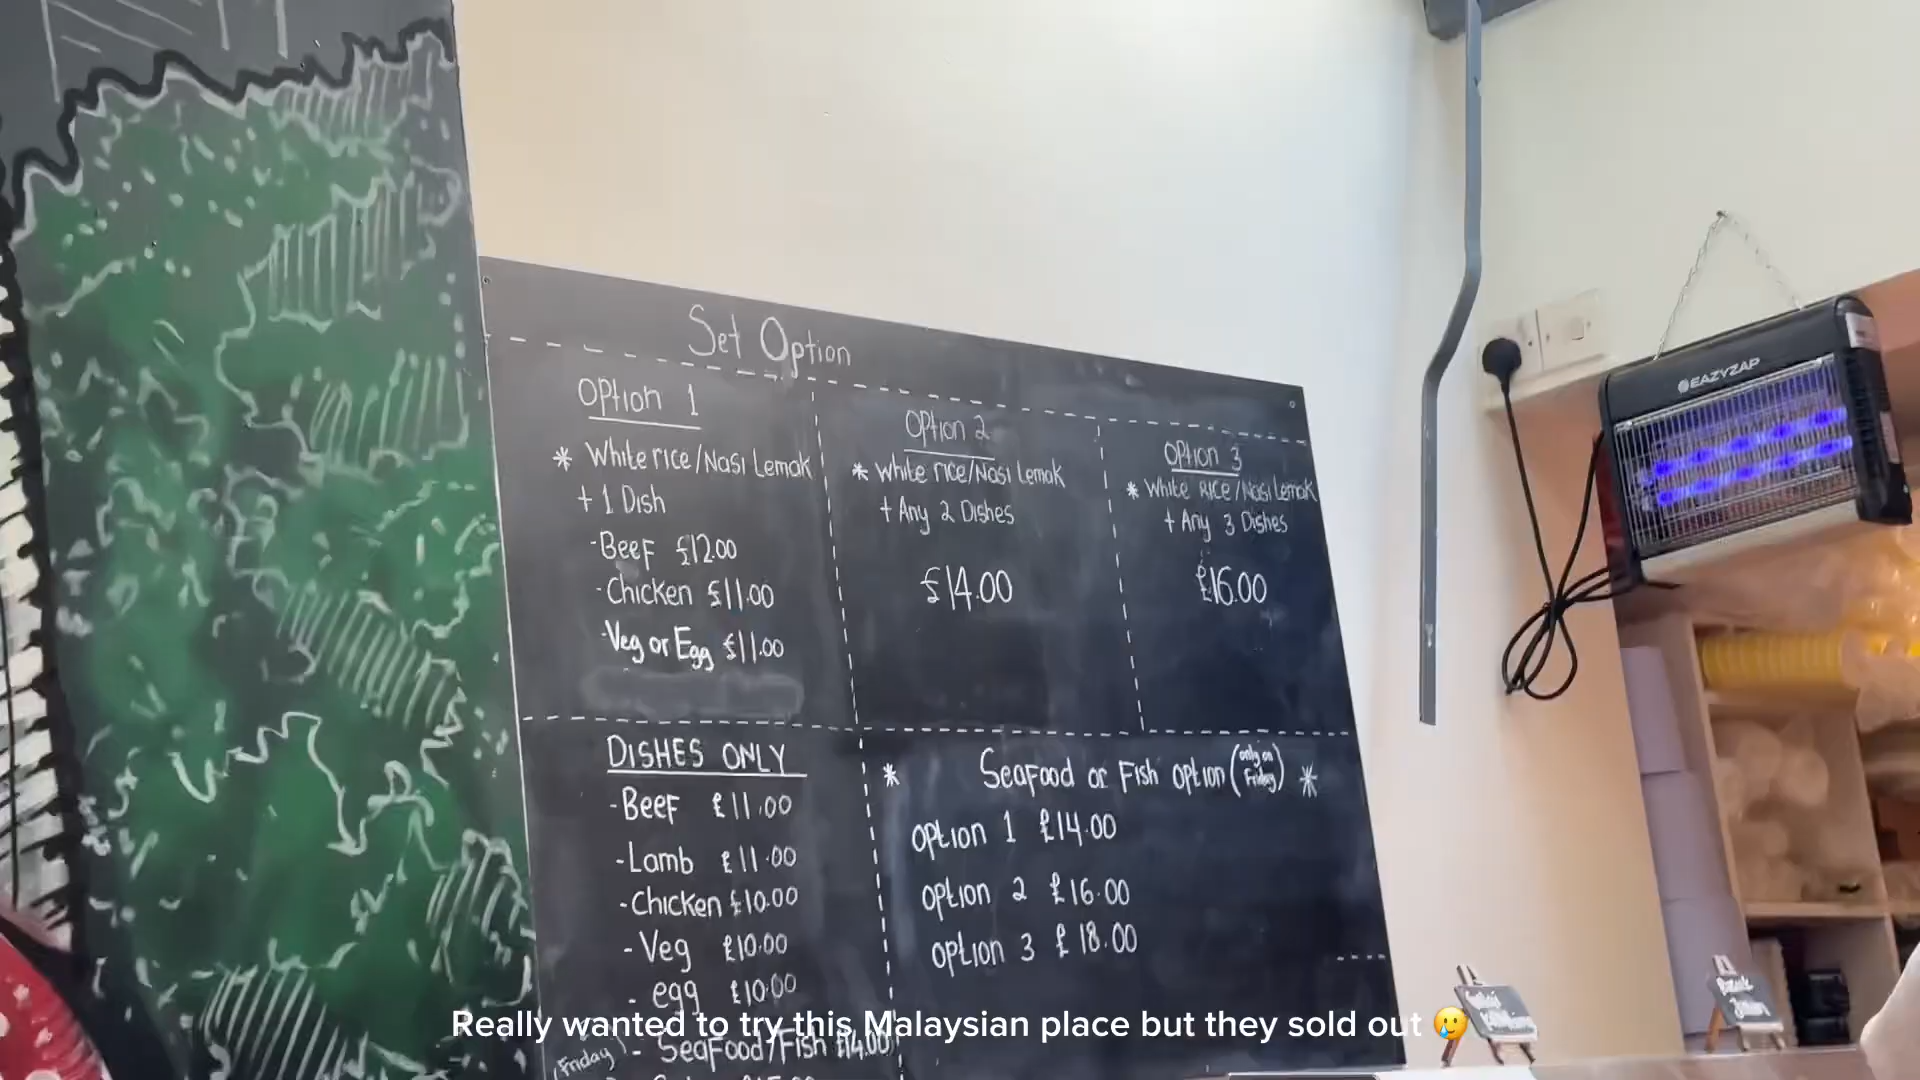 Set Option
Option 1
* White rice/Nasi Lemak
+ 1 Dish
-Beef £12.00
-Chicken £11.00
-Veg or Egg £11.00
Option 2
* White rice/Nasi Lemak
+ Any 2 Dishes
£14.00
Option 3
* White Rice/Nasi Lemak
+ Any 3 Dishes
£16.00
DISHES ONLY
-Beef £11.00
-Lamb £11.00
-Chicken £10.00
- Veg £10.00
- egg £10.00
(Friday) - Seafood/Fish £14.00
* Seafood or Fish option (only on Friday) *
option 1 £14.00
option 2 £16.00
option 3 £18.00
EAZYZAP
Really wanted to try this Malaysian place but they sold out 🥲